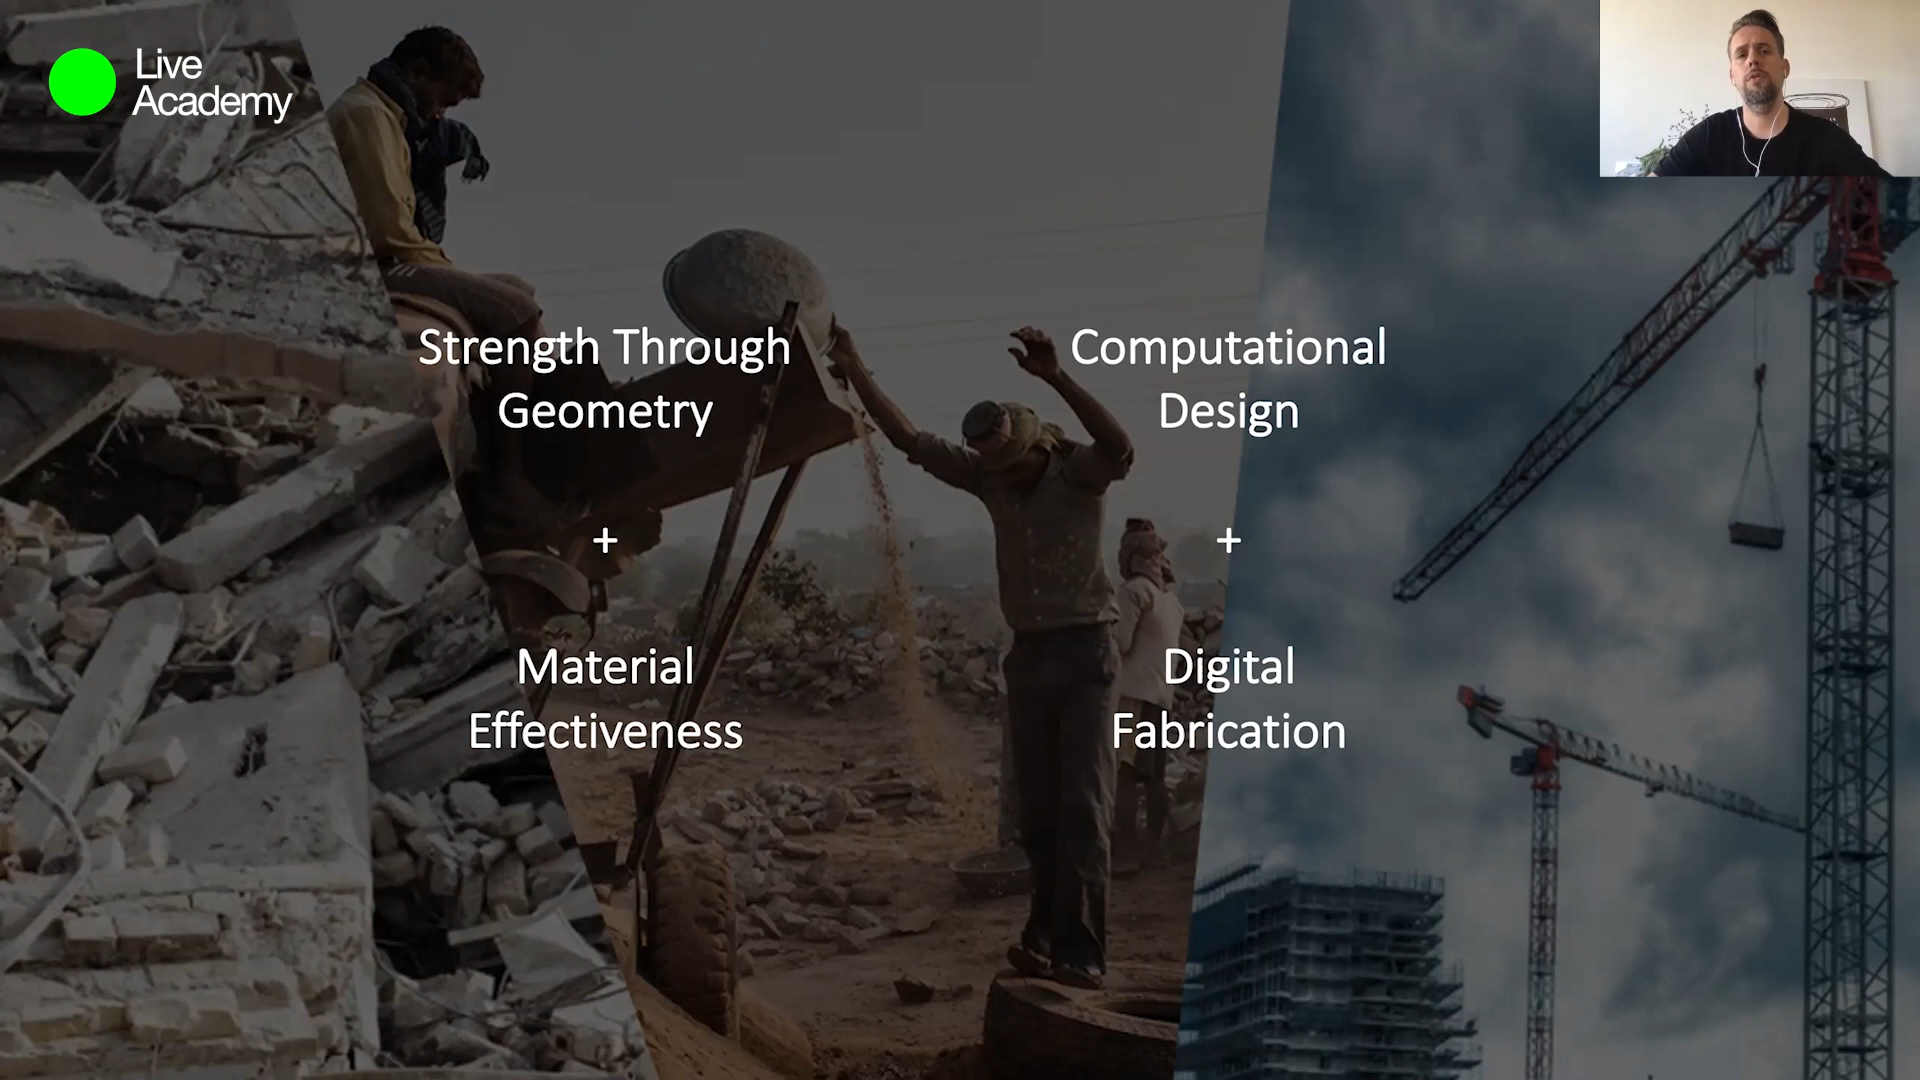 Live
Academy
Strength Through
Geometry
+
Material
Effectiveness
Computational
Design
+
Digital
Fabrication